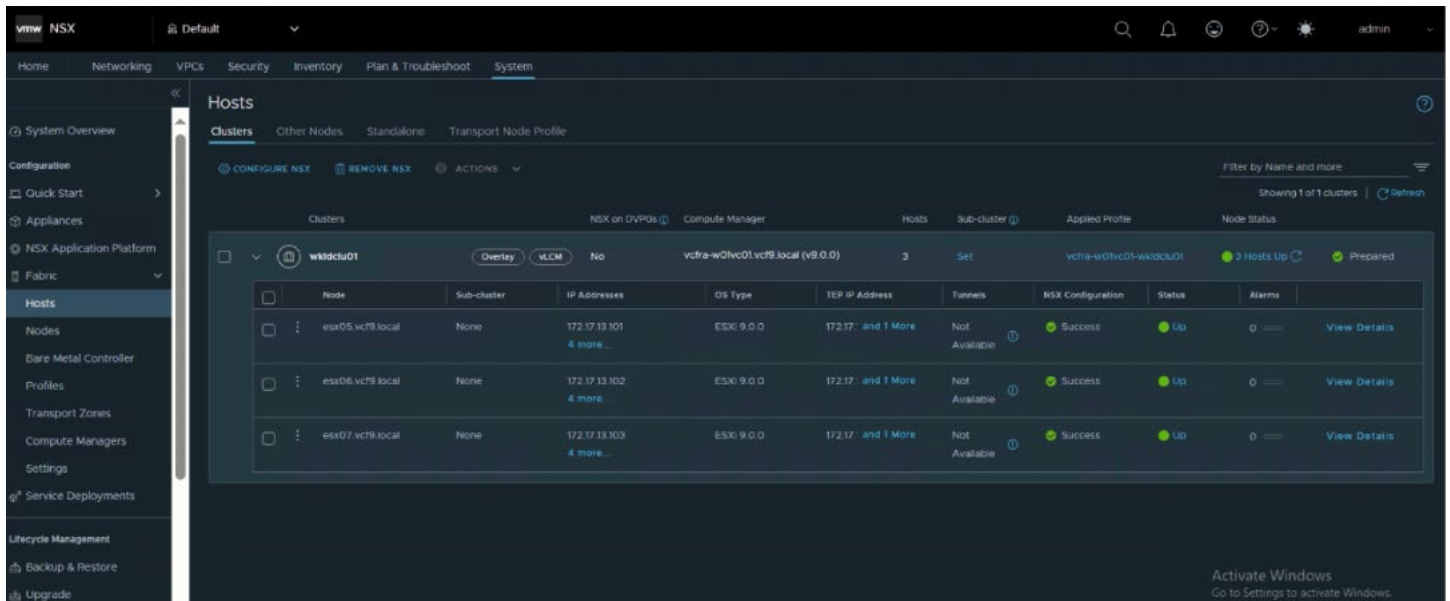 vmw NSX Default admin
Home Networking VPCs Security Inventory Plan & Troubleshoot System
Hosts
System Overview
Clusters Other Nodes Standalone Transport Node Profile
Configuration
CONFIGURE NSX REMOVE NSX ACTIONS
Filter by Name and more
Quick Start
Showing 1 of 1 clusters | Refresh
Appliances
Clusters NSX on DVPGs Compute Manager Hosts Sub-cluster Applied Profile Node Status
NSX Application Platform
wkldclu01 Overlay vLCM No vcfra-w01vc01.vcf9.local (v9.0.0) 3 Set vcfra-w01vc01-wkldclu01 3 Hosts Up Prepared
Fabric
Hosts
Node Sub-cluster IP Addresses OS Type TEP IP Address Tunnels NSX Configuration Status Alarms
Nodes
esx05.vcf9.local None 172.17.13.101 ESXi 9.0.0 172.17. and 1 More Not Success Up 0 View Details
4 more... Available
Bare Metal Controller
Profiles
esx06.vcf9.local None 172.17.13.102 ESXi 9.0.0 172.17. and 1 More Not Success Up 0 View Details
4 more... Available
Transport Zones
Compute Managers
esx07.vcf9.local None 172.17.13.103 ESXi 9.0.0 172.17. and 1 More Not Success Up 0 View Details
4 more... Available
Settings
Service Deployments
Lifecycle Management
Backup & Restore
Upgrade
Activate Windows
Go to Settings to activate Windows.